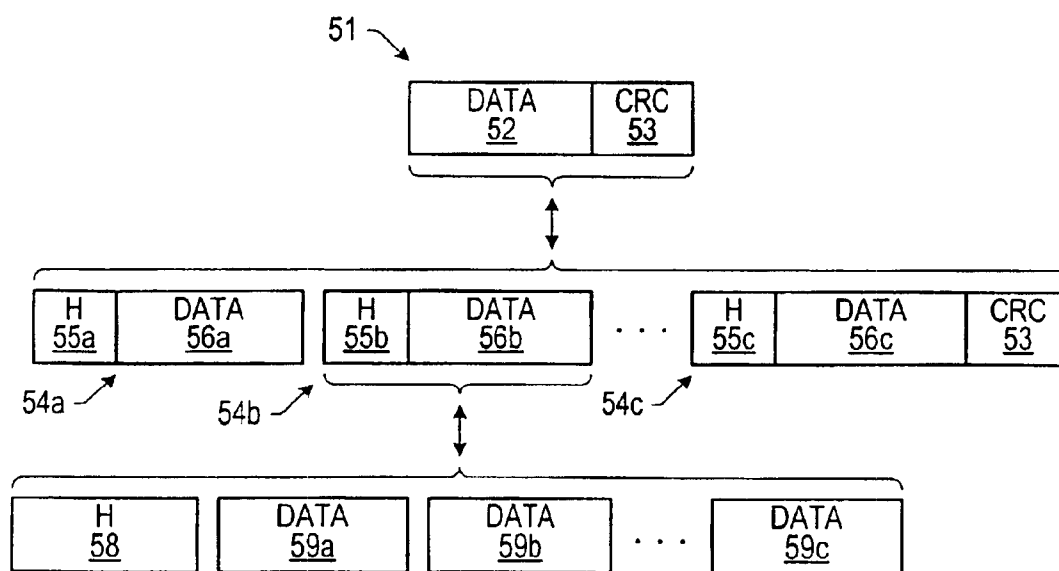 51
DATA CRC
52 53
H DATA H DATA . . . H DATA CRC
55a 56a 55b 56b 55c 56c 53
54a 54b 54c
H DATA DATA . . . DATA
58 59a 59b 59c